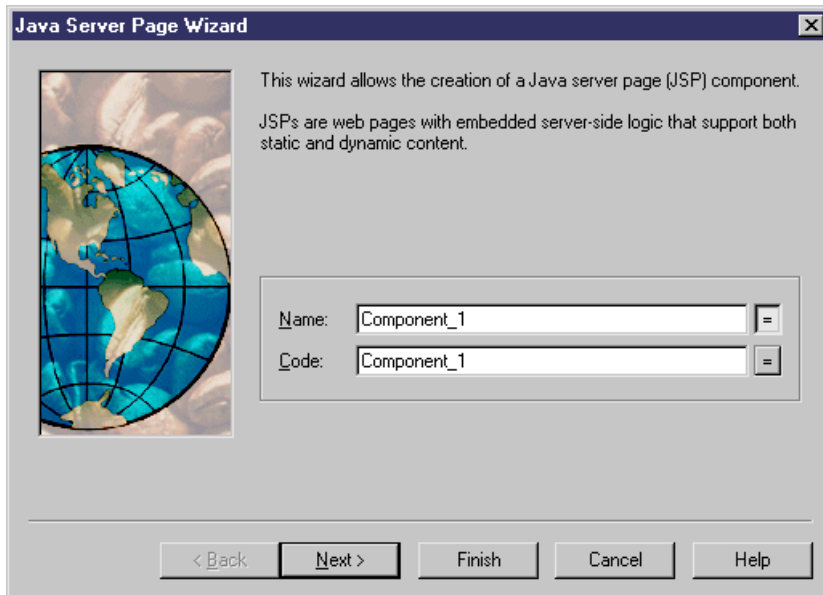 Java Server Page Wizard
This wizard allows the creation of a Java server page (JSP) component.
JSPs are web pages with embedded server-side logic that support both
static and dynamic content.
Name: Component_1 =
Code: Component_1 =
< Back Next > Finish Cancel Help